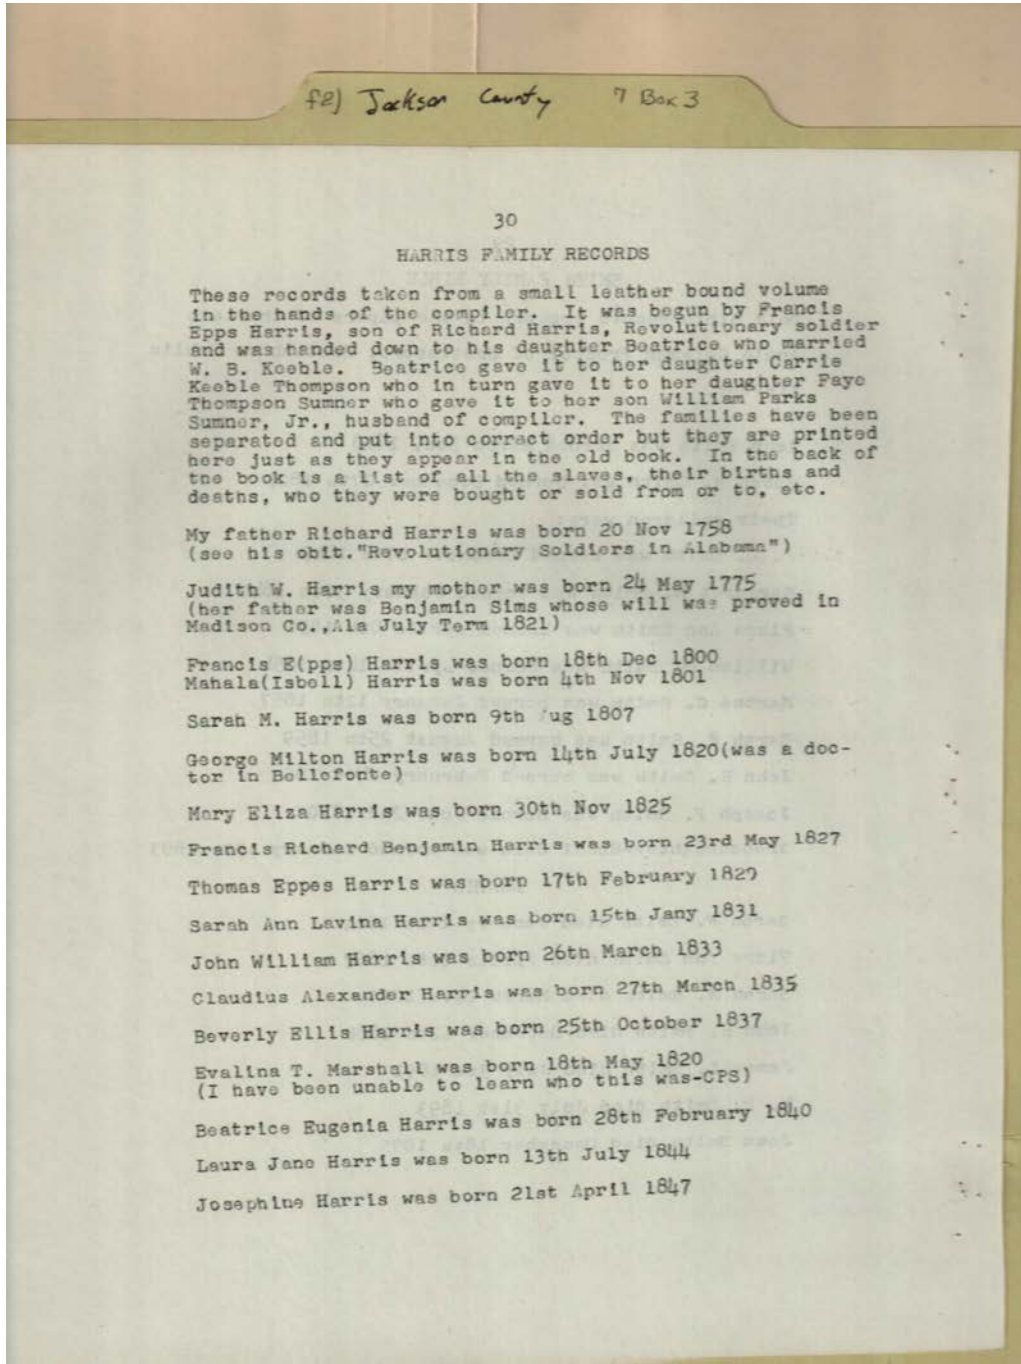 f2) Jackson County 7 Box 3
30
HARRIS FAMILY RECORDS
These records taken from a small leather bound volume
in the hands of the compiler. It was begun by Francis
Epps Harris, son of Richard Harris, Revolutionary soldier
and was handed down to his daughter Beatrice who married
W. B. Keeble. Beatrice gave it to her daughter Carrie
Keeble Thompson who in turn gave it to her daughter Faye
Thompson Sumner who gave it to her son William Parks
Sumner, Jr., husband of compiler. The families have been
separated and put into correct order but they are printed
here just as they appear in the old book. In the back of
the book is a list of all the slaves, their births and
deaths, who they were bought or sold from or to, etc.
My father Richard Harris was born 20 Nov 1758
(see his obit."Revolutionary Soldiers in Alabama")
Judith W. Harris my mother was born 24 May 1775
(her father was Benjamin Sims whose will was proved in
Madison Co.,Ala July Term 1821)
Francis E(pps) Harris was born 18th Dec 1800
Mahala(Isbell) Harris was born 4th Nov 1801
Sarah M. Harris was born 9th Aug 1807
George Milton Harris was born 14th July 1820(was a doc-
tor in Bellefonte)
Mary Eliza Harris was born 30th Nov 1825
Francis Richard Benjamin Harris was born 23rd May 1827
Thomas Eppes Harris was born 17th February 1829
Sarah Ann Lavina Harris was born 15th Jany 1831
John William Harris was born 26th March 1833
Claudius Alexander Harris was born 27th March 1835
Beverly Ellis Harris was born 25th October 1837
Evalina T. Marshall was born 18th May 1820
(I have been unable to learn who this was-CPS)
Beatrice Eugenia Harris was born 28th February 1840
Laura Jane Harris was born 13th July 1844
Josephine Harris was born 21st April 1847